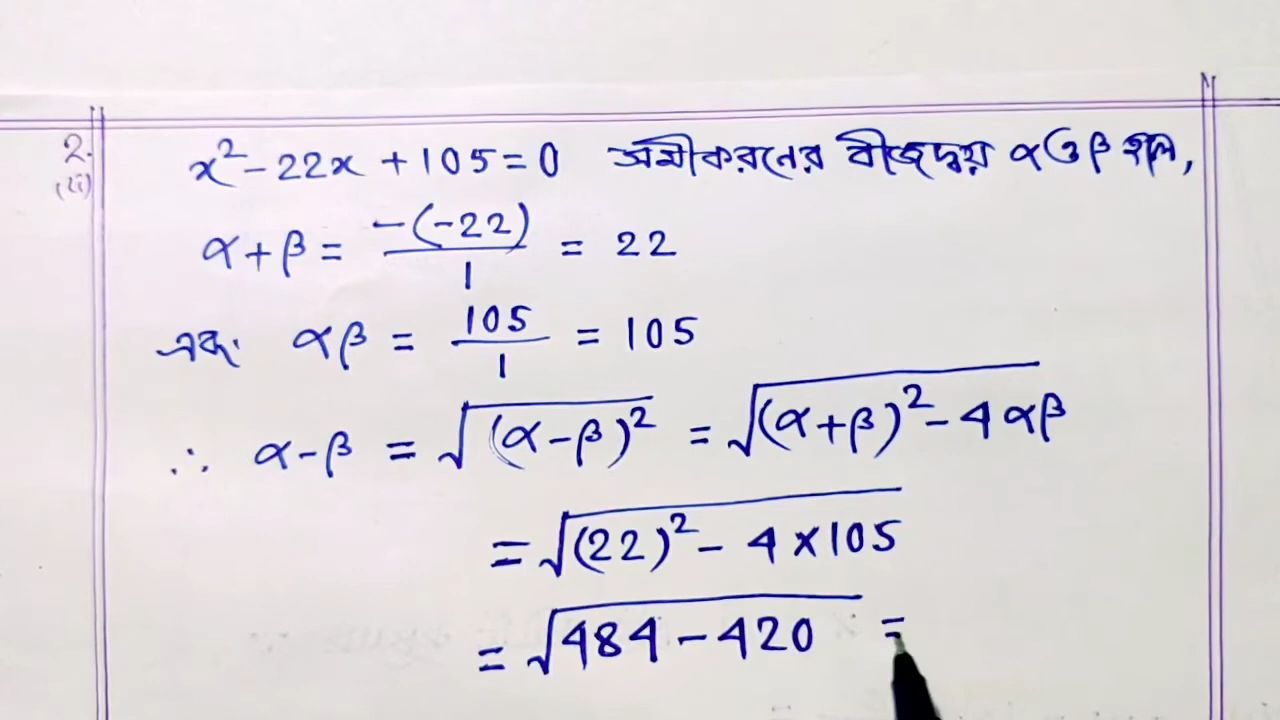 2. x² - 22x + 105 = 0 সমীকরনের বীজদ্বয় α ও β হলে,
(ii)
α + β = -(-22)/1 = 22
এবং αβ = 105/1 = 105
∴ α - β = √(α - β)² = √(α + β)² - 4αβ
= √(22)² - 4 × 105
= √484 - 420 =